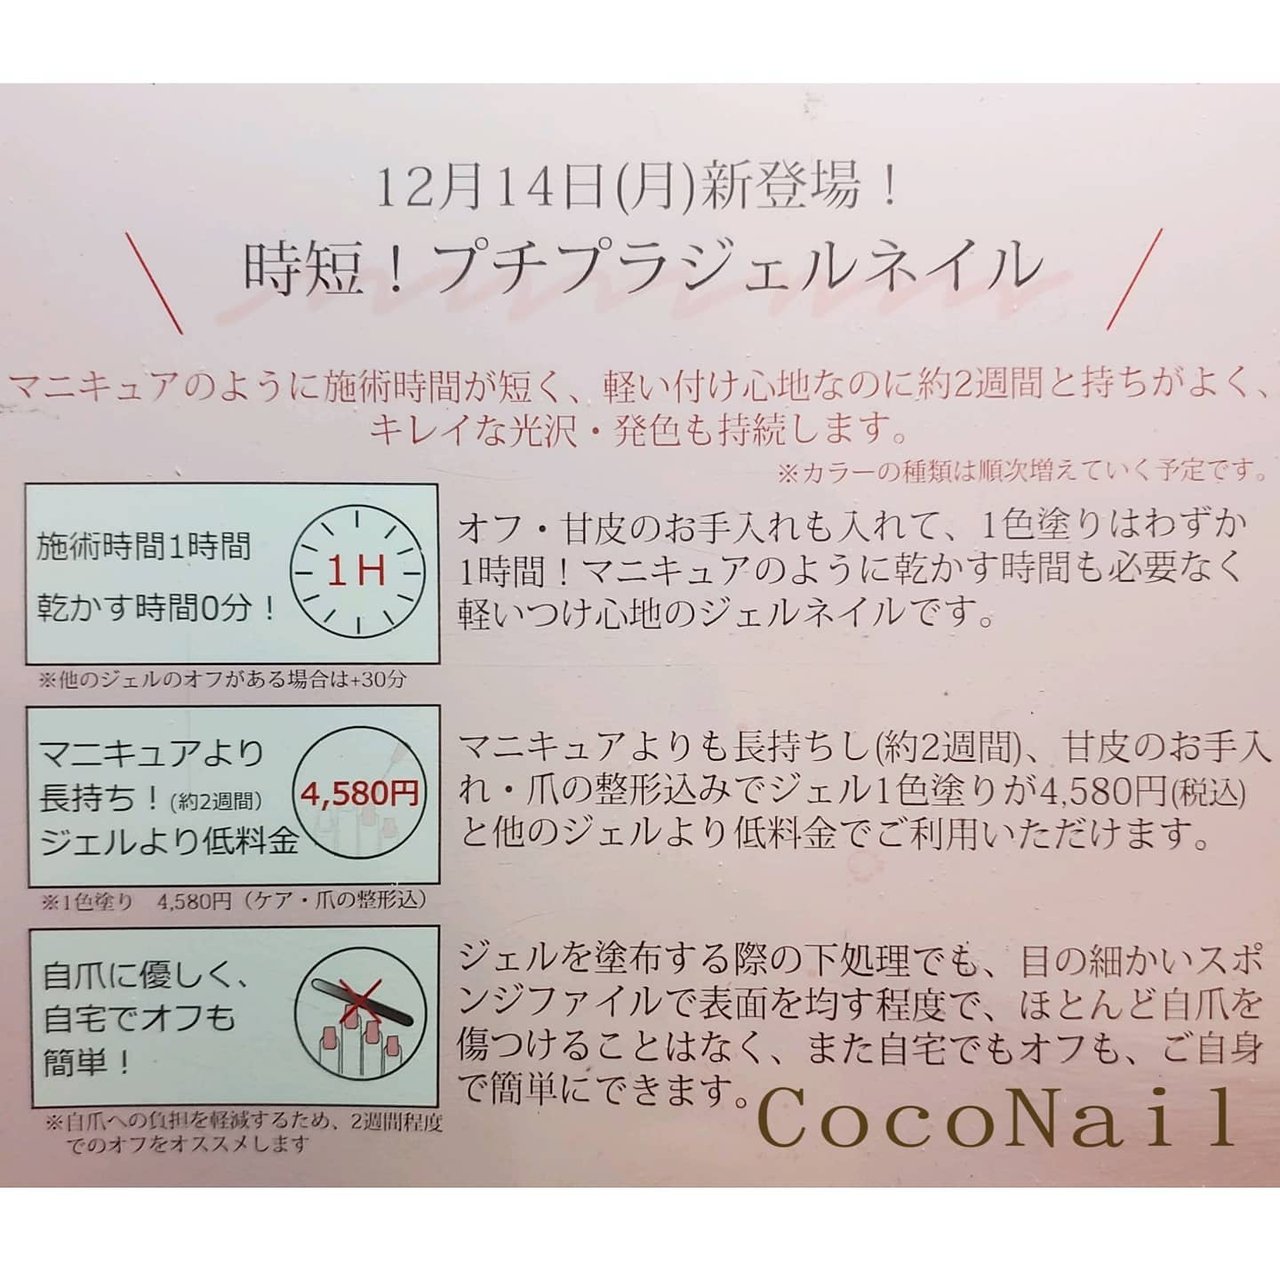 12月14日(月)新登場！
時短！プチプラジェルネイル
マニキュアのように施術時間が短く、軽い付け心地なのに約2週間と持ちがよく、
キレイな光沢・発色も持続します。
※カラーの種類は順次増えていく予定です。
施術時間1時間
乾かす時間0分！
1H
※他のジェルのオフがある場合は+30分
オフ・甘皮のお手入れも入れて、1色塗りはわずか
1時間！マニキュアのように乾かす時間も必要なく
軽いつけ心地のジェルネイルです。
マニキュアより
長持ち！(約2週間)
ジェルより低料金
4,580円
※1色塗り　4,580円（ケア・爪の整形込）
マニキュアよりも長持ちし(約2週間)、甘皮のお手入
れ・爪の整形込みでジェル1色塗りが4,580円(税込)
と他のジェルより低料金でご利用いただけます。
自爪に優しく、
自宅でオフも
簡単！
※自爪への負担を軽減するため、2週間程度
でのオフをオススメします
ジェルを塗布する際の下処理でも、目の細かいスポ
ンジファイルで表面を均す程度で、ほとんど自爪を
傷つけることはなく、また自宅でもオフも、ご自身
で簡単にできます。
CocoNail